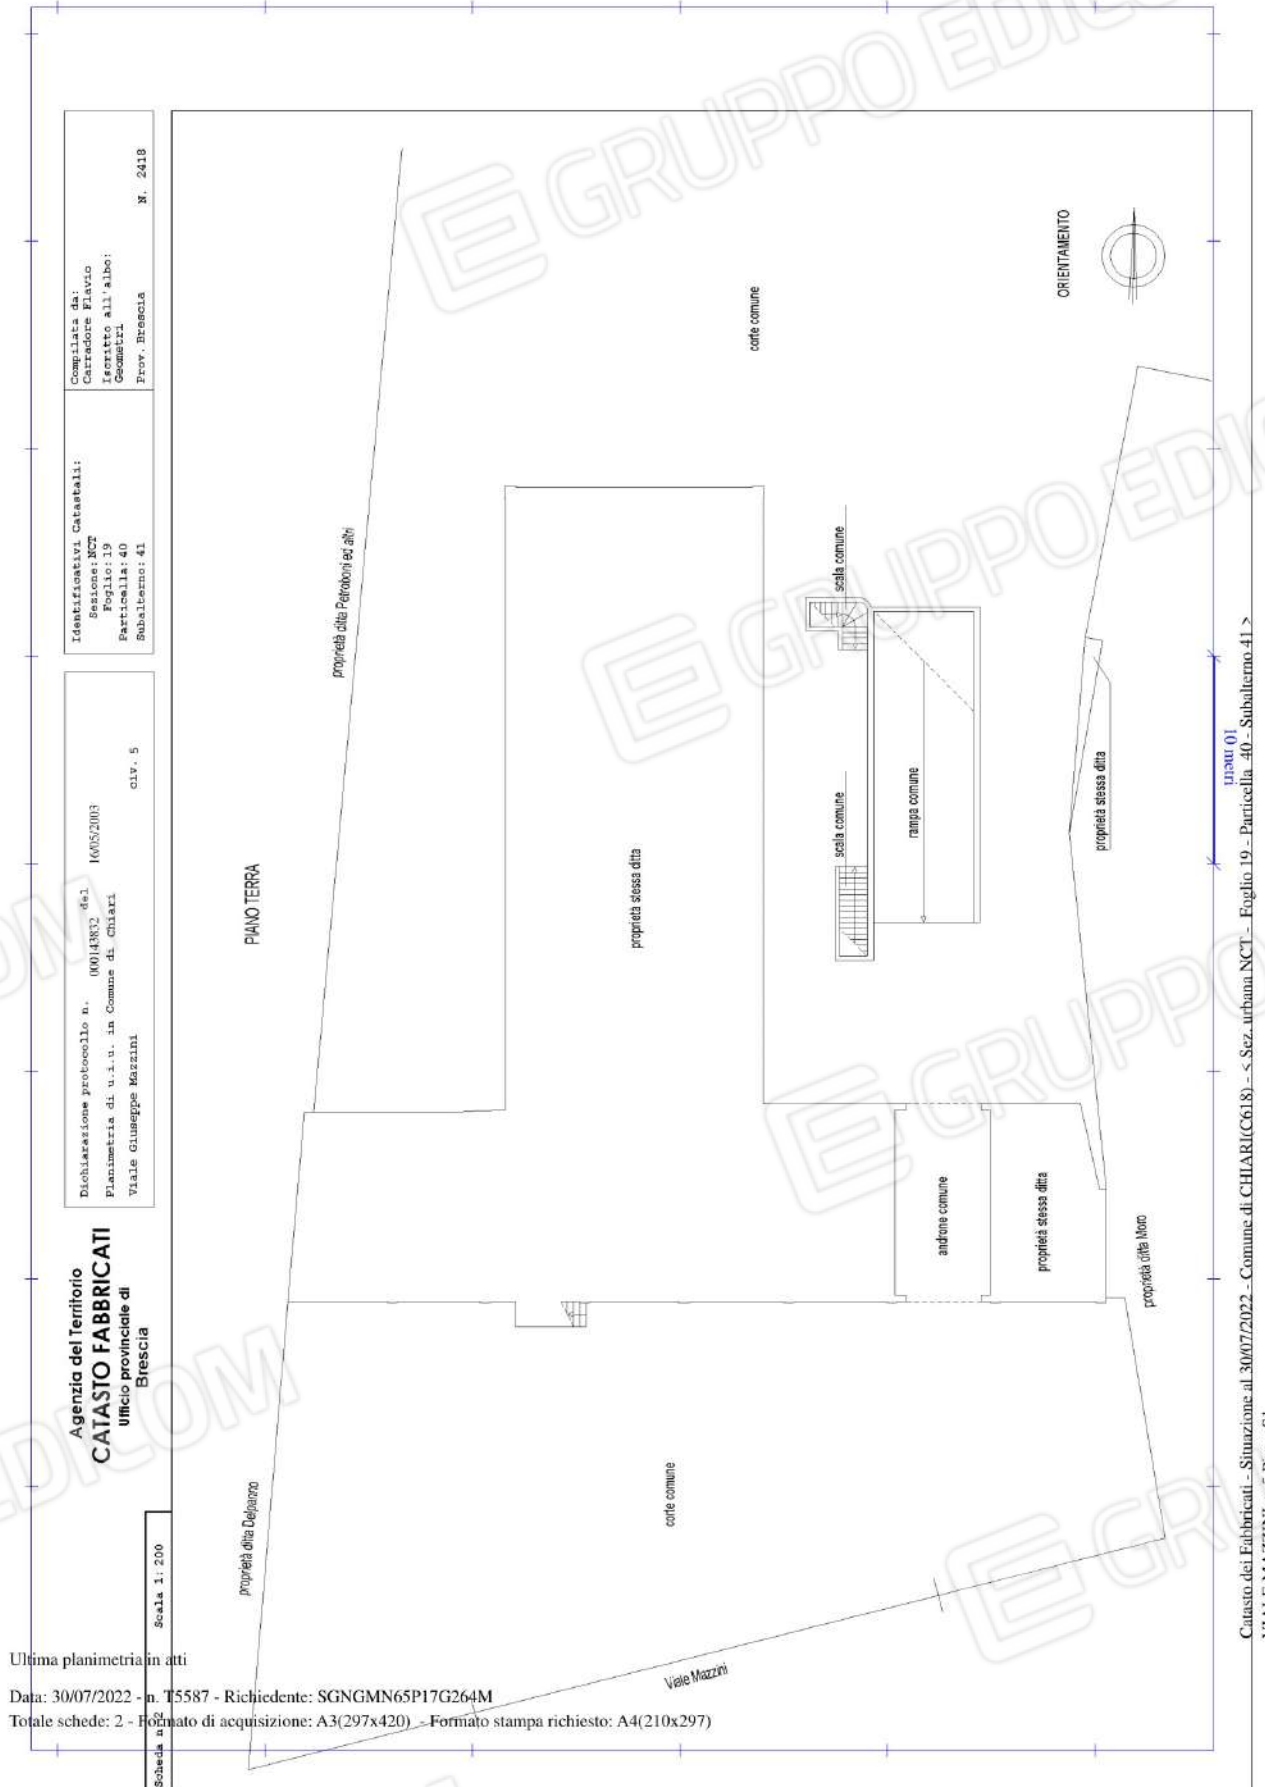 Agenzia del Territorio
CATASTO FABBRICATI
Ufficio provinciale di
Brescia
Dichiarazione protocollo n. 000143832 del 16/05/2003
Planimetria di u.i.u. in Comune di Chiari
Viale Giuseppe Mazzini civ. 5
Identificativi Catastali:
Sezione: NCT
Foglio: 19
Particella: 40
Subalterno: 41
Compilata da:
Carradore Flavio
Iscritto all'albo:
Geometri
Prov. Brescia N. 2418
Scheda n.2 Scala 1:200
PIANO TERRA
proprietà ditta Delpanno
proprietà ditta Petroboni ed altri
corte comune
ORIENTAMENTO
proprietà stessa ditta
scala comune
scala comune
rampa comune
proprietà stessa ditta
androne comune
proprietà stessa ditta
proprietà ditta Moro
corte comune
Viale Mazzini
10 metri
Ultima planimetria in atti
Data: 30/07/2022 - n. T5587 - Richiedente: SGNGMN65P17G264M
Totale schede: 2 - Formato di acquisizione: A3(297x420) - Formato stampa richiesto: A4(210x297)
Catasto dei Fabbricati - Situazione al 30/07/2022 - Comune di CHIARI(C618) - < Sez. urbana NCT - Foglio 19 - Particella 40 - Subalterno 41 >
GRUPPO EDICOM
GRUPPO EDIC
GRUPPO
EDICOM